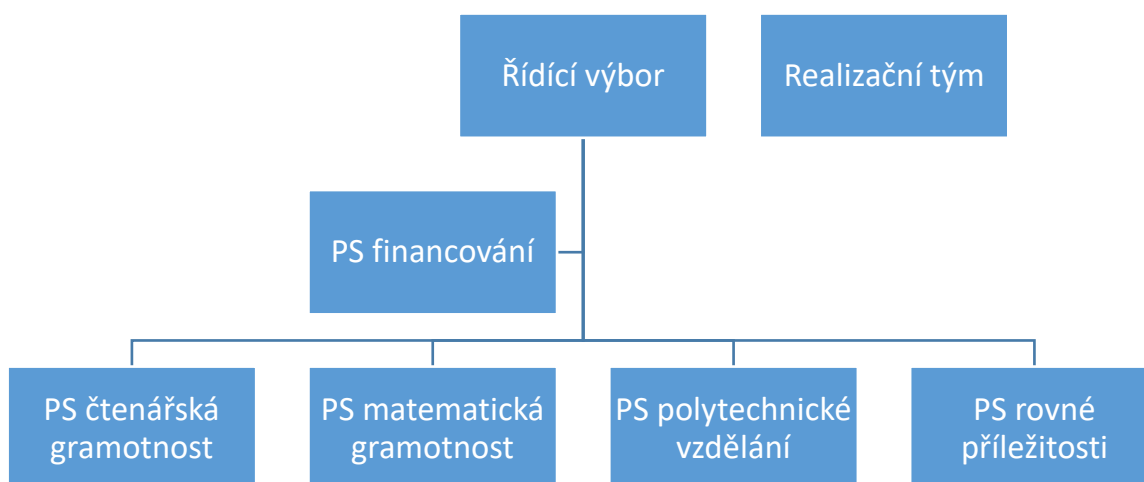 Řídící výbor
Realizační tým
PS financování
PS čtenářská
gramotnost
PS matematická
gramotnost
PS polytechnické
vzdělání
PS rovné
příležitosti